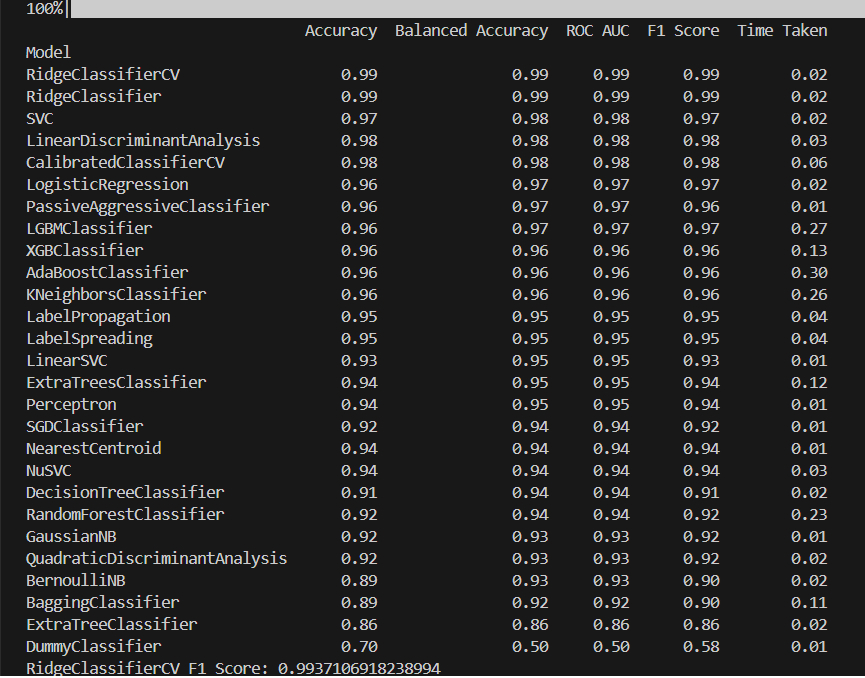 100%|
Accuracy Balanced Accuracy ROC AUC F1 Score Time Taken
Model
RidgeClassifierCV 0.99 0.99 0.99 0.99 0.02
RidgeClassifier 0.99 0.99 0.99 0.99 0.02
SVC 0.97 0.98 0.98 0.97 0.02
LinearDiscriminantAnalysis 0.98 0.98 0.98 0.98 0.03
CalibratedClassifierCV 0.98 0.98 0.98 0.98 0.06
LogisticRegression 0.96 0.97 0.97 0.97 0.02
PassiveAggressiveClassifier 0.96 0.97 0.97 0.96 0.01
LGBMClassifier 0.96 0.97 0.97 0.97 0.27
XGBClassifier 0.96 0.96 0.96 0.96 0.13
AdaBoostClassifier 0.96 0.96 0.96 0.96 0.30
KNeighborsClassifier 0.96 0.96 0.96 0.96 0.26
LabelPropagation 0.95 0.95 0.95 0.95 0.04
LabelSpreading 0.95 0.95 0.95 0.95 0.04
LinearSVC 0.93 0.95 0.95 0.93 0.01
ExtraTreesClassifier 0.94 0.95 0.95 0.94 0.12
Perceptron 0.94 0.95 0.95 0.94 0.01
SGDClassifier 0.92 0.94 0.94 0.92 0.01
NearestCentroid 0.94 0.94 0.94 0.94 0.01
NuSVC 0.94 0.94 0.94 0.94 0.03
DecisionTreeClassifier 0.91 0.94 0.94 0.91 0.02
RandomForestClassifier 0.92 0.94 0.94 0.92 0.23
GaussianNB 0.92 0.93 0.93 0.92 0.01
QuadraticDiscriminantAnalysis 0.92 0.93 0.93 0.92 0.02
BernoulliNB 0.89 0.93 0.93 0.90 0.02
BaggingClassifier 0.89 0.92 0.92 0.90 0.11
ExtraTreeClassifier 0.86 0.86 0.86 0.86 0.02
DummyClassifier 0.70 0.50 0.50 0.58 0.01
RidgeClassifierCV F1 Score: 0.9937106918238994